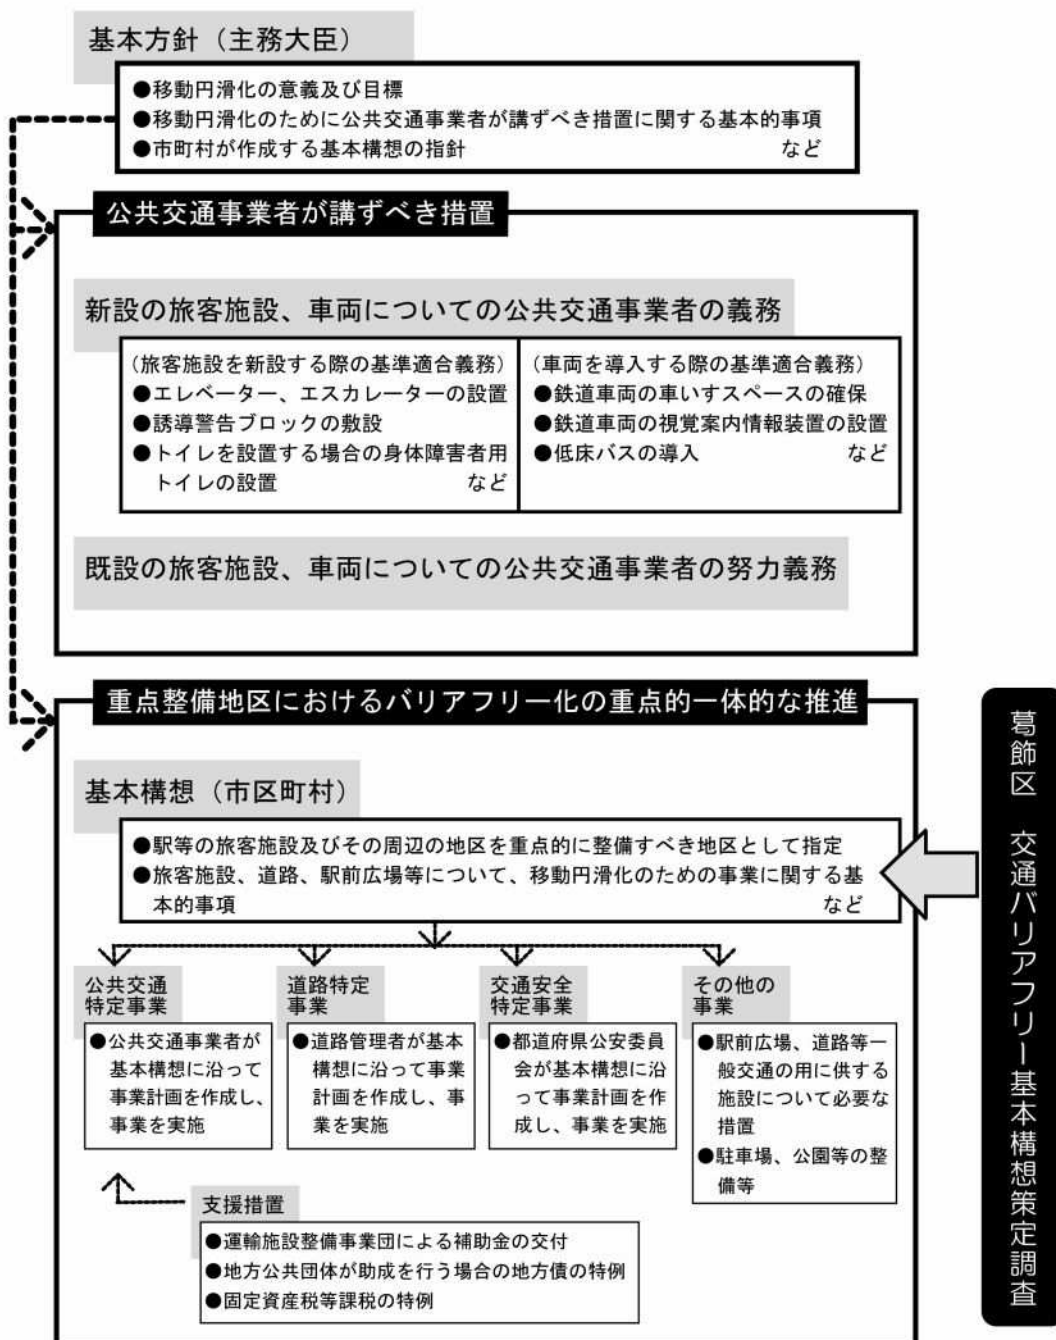 基本方針（主務大臣）
●移動円滑化の意義及び目標
●移動円滑化のために公共交通事業者が講ずべき措置に関する基本的事項
●市町村が作成する基本構想の指針 など
公共交通事業者が講ずべき措置
新設の旅客施設、車両についての公共交通事業者の義務
（旅客施設を新設する際の基準適合義務）
●エレベーター、エスカレーターの設置
●誘導警告ブロックの敷設
●トイレを設置する場合の身体障害者用
トイレの設置 など
（車両を導入する際の基準適合義務）
●鉄道車両の車いすスペースの確保
●鉄道車両の視覚案内情報装置の設置
●低床バスの導入 など
既設の旅客施設、車両についての公共交通事業者の努力義務
重点整備地区におけるバリアフリー化の重点的一体的な推進
基本構想（市区町村）
●駅等の旅客施設及びその周辺の地区を重点的に整備すべき地区として指定
●旅客施設、道路、駅前広場等について、移動円滑化のための事業に関する基
本的事項 など
公共交通
特定事業
●公共交通事業者が
基本構想に沿って
事業計画を作成し、
事業を実施
道路特定
事業
●道路管理者が基本
構想に沿って事業
計画を作成し、事
業を実施
交通安全
特定事業
●都道府県公安委員
会が基本構想に沿
って事業計画を作
成し、事業を実施
その他の
事業
●駅前広場、道路等一
般交通の用に供する
施設について必要な
措置
●駐車場、公園等の整
備等
支援措置
●運輸施設整備事業団による補助金の交付
●地方公共団体が助成を行う場合の地方債の特例
●固定資産税等課税の特例
葛飾区 交通バリアフリー基本構想策定調査